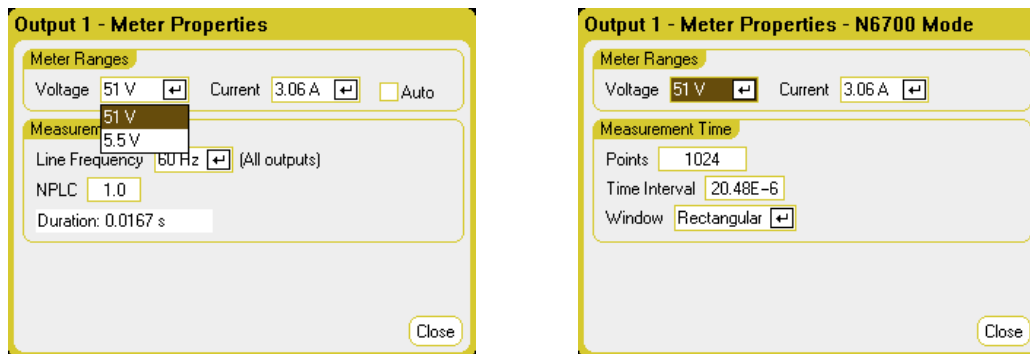 Output 1 - Meter Properties
Meter Ranges
Voltage 51 V Current 3.06 A Auto
51 V
5.5 V
Line Frequency 60 Hz (All outputs)
NPLC 1.0
Duration: 0.0167 s
Close
Output 1 - Meter Properties - N6700 Mode
Meter Ranges
Voltage 51 V Current 3.06 A
Measurement Time
Points 1024
Time Interval 20.48E-6
Window Rectangular
Close